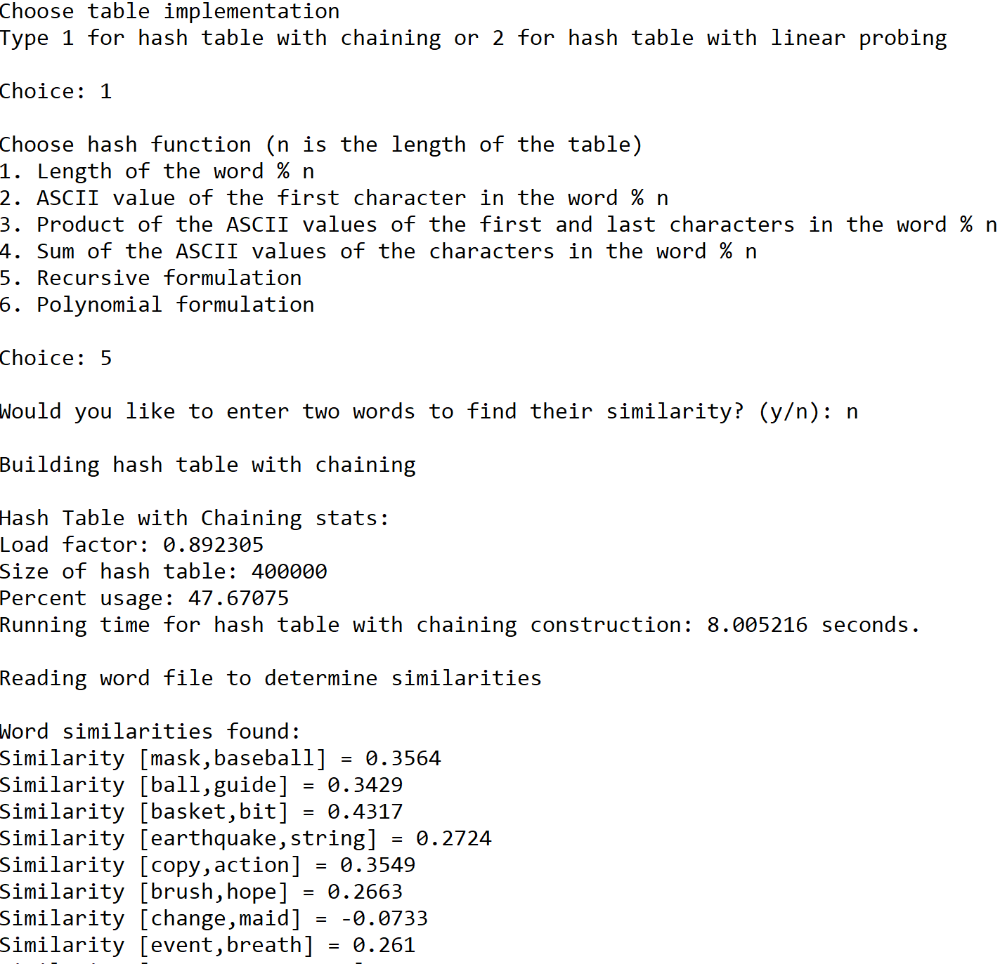 Choose table implementation
Type 1 for hash table with chaining or 2 for hash table with linear probing
Choice: 1
Choose hash function (n is the length of the table)
1. Length of the word % n
2. ASCII value of the first character in the word % n
3. Product of the ASCII values of the first and last characters in the word % n
4. Sum of the ASCII values of the characters in the word % n
5. Recursive formulation
6. Polynomial formulation
Choice: 5
Would you like to enter two words to find their similarity? (y/n): n
Building hash table with chaining
Hash Table with Chaining stats:
Load factor: 0.892305
Size of hash table: 400000
Percent usage: 47.67075
Running time for hash table with chaining construction: 8.005216 seconds.
Reading word file to determine similarities
Word similarities found:
Similarity [mask,baseball] = 0.3564
Similarity [ball,guide] = 0.3429
Similarity [basket,bit] = 0.4317
Similarity [earthquake,string] = 0.2724
Similarity [copy,action] = 0.3549
Similarity [brush,hope] = 0.2663
Similarity [change,maid] = -0.0733
Similarity [event,breath] = 0.261